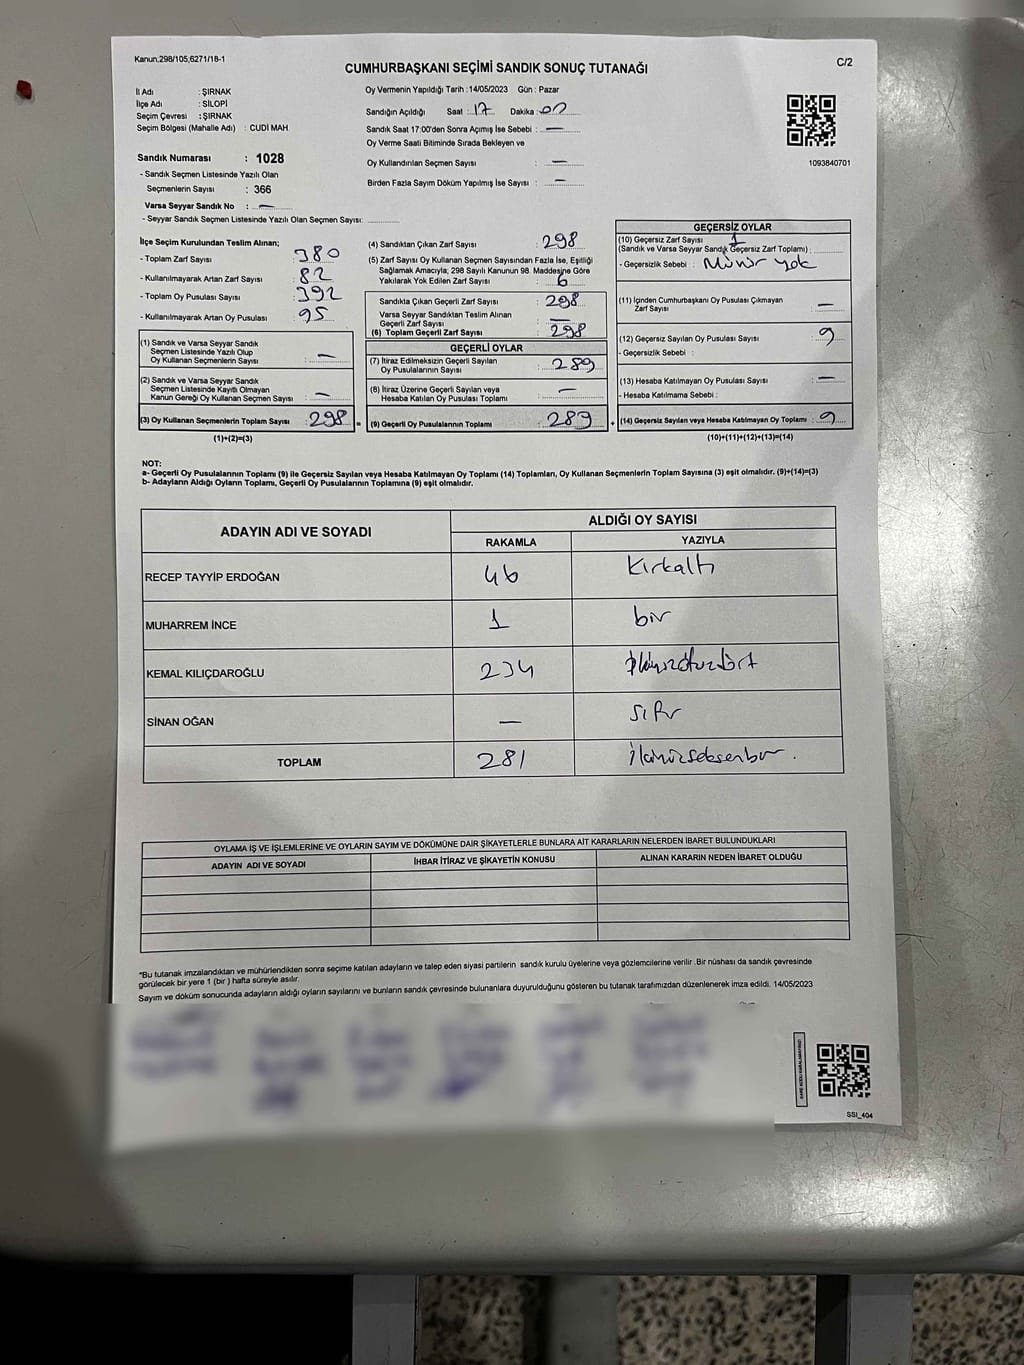 Kanun;298/105,6271/18-1
C/2
CUMHURBAŞKANI SEÇİMİ SANDIK SONUÇ TUTANAĞI
İl Adı : ŞIRNAK
İlçe Adı : SİLOPİ
Seçim Çevresi : ŞIRNAK
Seçim Bölgesi (Mahalle Adı) : CUDİ MAH.
Sandık Numarası : 1028
- Sandık Seçmen Listesinde Yazılı Olan
Seçmenlerin Sayısı : 366
Varsa Seyyar Sandık No : —
- Seyyar Sandık Seçmen Listesinde Yazılı Olan Seçmen Sayısı:
Oy Vermenin Yapıldığı Tarih :14/05/2023 Gün : Pazar
Sandığın Açıldığı Saat : 17 Dakika : 00
Sandık Saat 17:00'den Sonra Açımış İse Sebebi : —
Oy Verme Saati Bitiminde Sırada Bekleyen ve
Oy Kullandırılan Seçmen Sayısı : —
Birden Fazla Sayım Döküm Yapılmış İse Sayısı : —
1093840701
İlçe Seçim Kurulundan Teslim Alınan;
- Toplam Zarf Sayısı : 380
- Kullanılmayarak Artan Zarf Sayısı : 82
- Toplam Oy Pusulası Sayısı : 392
- Kullanılmayarak Artan Oy Pusulası : 95
(1) Sandık ve Varsa Seyyar Sandık
Seçmen Listesinde Yazılı Olup
Oy Kullanan Seçmenlerin Sayısı : —
(2) Sandık ve Varsa Seyyar Sandık
Seçmen Listesinde Kayıtlı Olmayan
Kanun Gereği Oy Kullanan Seçmen Sayısı : —
(3) Oy Kullanan Seçmenlerin Toplam Sayısı : 298
(1)+(2)=(3)
(4) Sandıktan Çıkan Zarf Sayısı : 298
(5) Zarf Sayısı Oy Kullanan Seçmen Sayısından Fazla İse, Eşitliği
Sağlamak Amacıyla; 298 Sayılı Kanunun 98. Maddesine Göre
Yakılarak Yok Edilen Zarf Sayısı : 6
Sandıkta Çıkan Geçerli Zarf Sayısı : 298
Varsa Seyyar Sandıktan Teslim Alınan
Geçerli Zarf Sayısı : —
(6) Toplam Geçerli Zarf Sayısı : 298
GEÇERLİ OYLAR
(7) İtiraz Edilmeksizin Geçerli Sayılan
Oy Pusulalarının Sayısı : 289
(8) İtiraz Üzerine Geçerli Sayılan veya
Hesaba Katılan Oy Pusulası Toplamı : —
= (9) Geçerli Oy Pusulalarının Toplamı : 289
GEÇERSİZ OYLAR
(10) Geçersiz Zarf Sayısı : 1
(Sandık ve Varsa Seyyar Sandık Geçersiz Zarf Toplamı)
- Geçersizlik Sebebi : Mühür yok
(11) İçinden Cumhurbaşkanı Oy Pusulası Çıkmayan
Zarf Sayısı : —
(12) Geçersiz Sayılan Oy Pusulası Sayısı : 9
- Geçersizlik Sebebi :
(13) Hesaba Katılmayan Oy Pusulası Sayısı : —
- Hesaba Katılmama Sebebi :
+ (14) Geçersiz Sayılan veya Hesaba Katılmayan Oy Toplamı : 9
(10)+(11)+(12)+(13)=(14)
NOT:
a- Geçerli Oy Pusulalarının Toplamı (9) ile Geçersiz Sayılan veya Hesaba Katılmayan Oy Toplamı (14) Toplamları, Oy Kullanan Seçmenlerin Toplam Sayısına (3) eşit olmalıdır. (9)+(14)=(3)
b- Adayların Aldığı Oyların Toplamı, Geçerli Oy Pusulalarının Toplamına (9) eşit olmalıdır.
ADAYIN ADI VE SOYADI
ALDIĞI OY SAYISI
RAKAMLA YAZIYLA
RECEP TAYYİP ERDOĞAN 46 Kırkaltı
MUHARREM İNCE 1 bir
KEMAL KILIÇDAROĞLU 234 ikiyüzotuzdört
SİNAN OĞAN — sıfır
TOPLAM 281 ikiyüzseksenbir.
OYLAMA İŞ VE İŞLEMLERİNE VE OYLARIN SAYIM VE DÖKÜMÜNE DAİR ŞİKAYETLERLE BUNLARA AİT KARARLARIN NELERDEN İBARET BULUNDUKLARI
ADAYIN ADI VE SOYADI İHBAR İTİRAZ VE ŞİKAYETİN KONUSU ALINAN KARARIN NEDEN İBARET OLDUĞU
*Bu tutanak imzalandıktan ve mühürlendikten sonra seçime katılan adayların ve talep eden siyasi partilerin sandık kurulu üyelerine veya gözlemcilerine verilir .Bir nüshası da sandık çevresinde
görülecek bir yere 1 (bir ) hafta süreyle asılır.
Sayım ve döküm sonucunda adayların aldığı oyların sayılarını ve bunların sandık çevresinde bulunanlara duyurulduğunu gösteren bu tutanak tarafımızdan düzenlenerek imza edildi. 14/05/2023
SSI_404